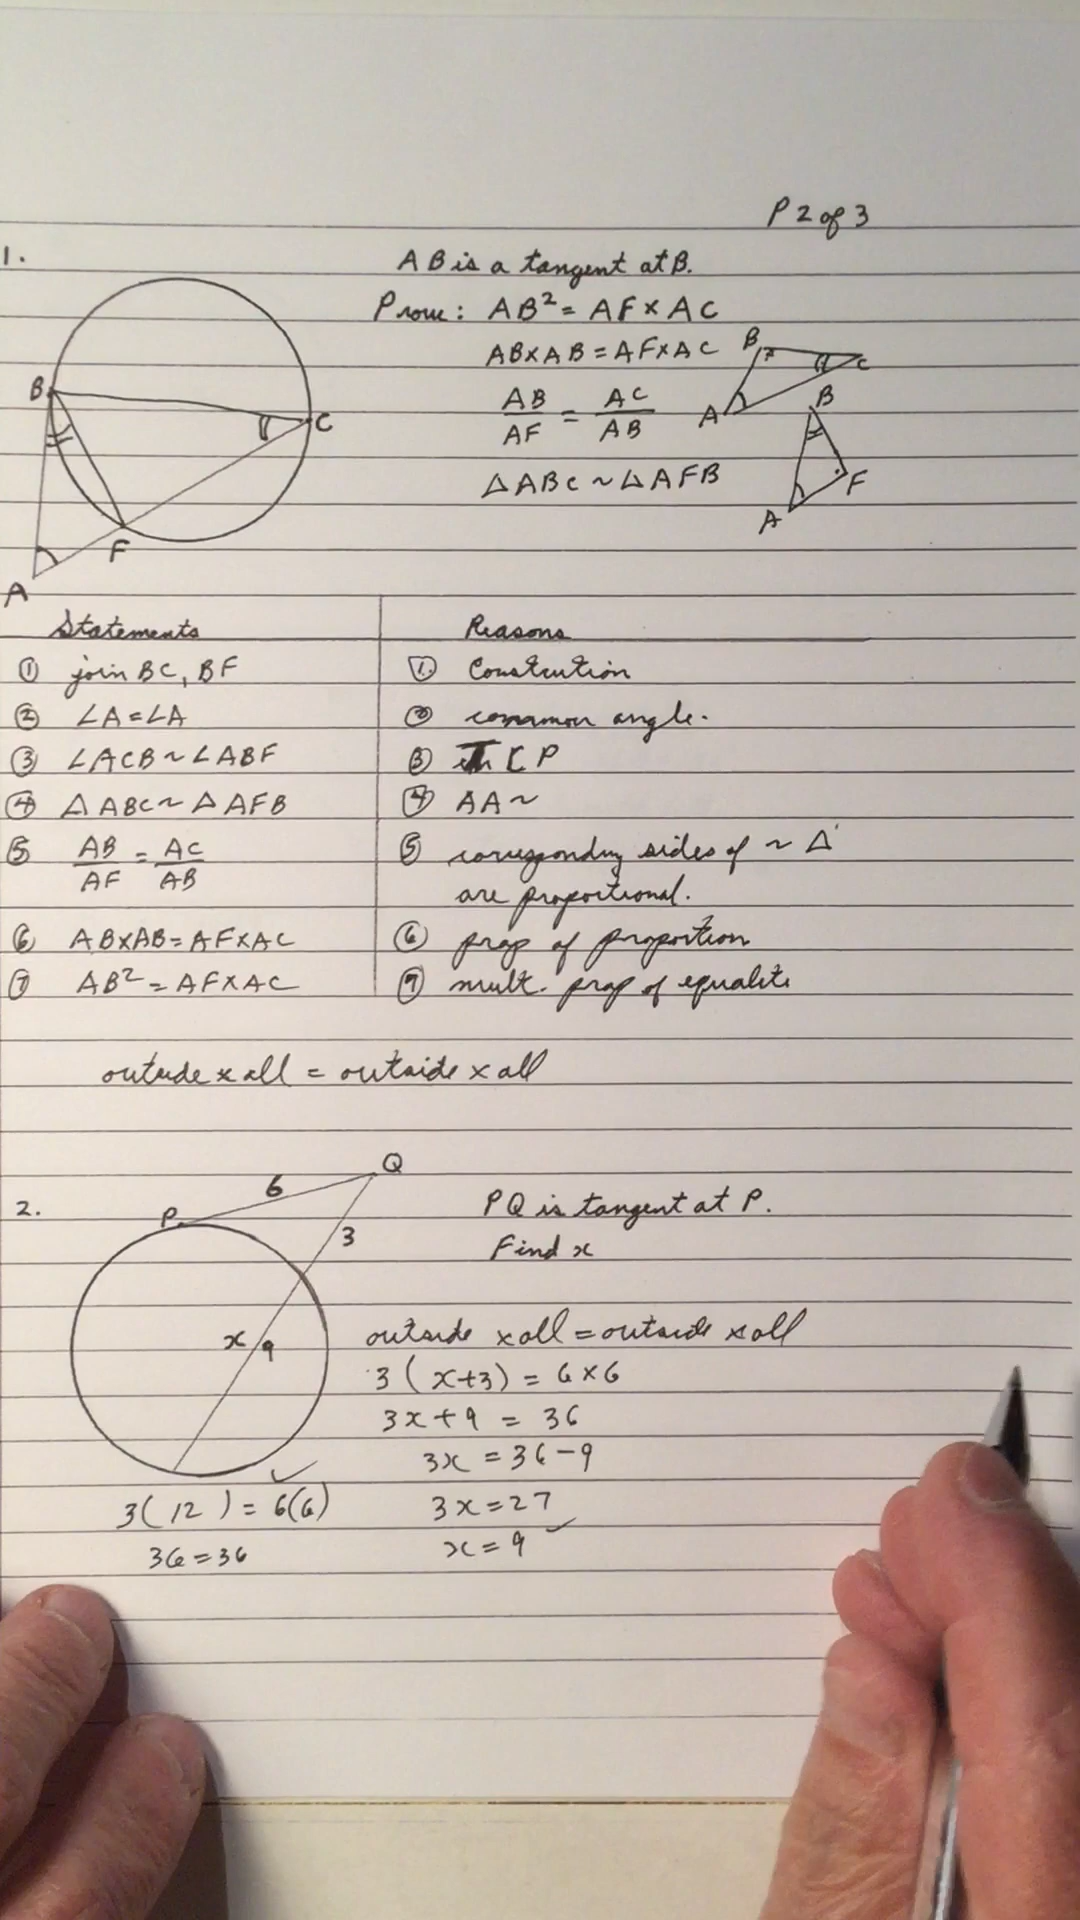 P 2 of 3
1.
AB is a tangent at B.
Prove: AB² = AF × AC
AB×AB = AF×AC
AB/AF = AC/AB
△ABC ~ △AFB
B
C
F
A
B
C
A
B
F
A
Statements
Reasons
① join BC, BF
① Constrution
② ∠A = ∠A
② common angle.
③ ∠ACB ~ ∠ABF
③ P
④ △ABC ~ △AFB
④ AA~
⑤ AB/AF = AC/AB
⑤ corresponding sides of ~ △
are proportional.
⑥ AB×AB = AF×AC
⑥ prop of proportion
⑦ AB² = AF×AC
⑦ mult. prop of equalite
outside × all = outside × all
2.
PQ is tangent at P.
Find x
P
6
Q
3
x
9
outside × all = outside × all
3(x+3) = 6×6
3x+9 = 36
3x = 36-9
3x = 27
x = 9 ✓
✓
3(12) = 6(6)
36 = 36